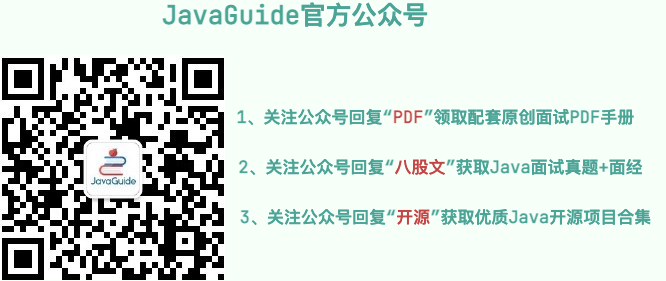 JavaGuide官方公众号
JavaGuide
1、关注公众号回复“PDF”领取配套原创面试PDF手册
2、关注公众号回复“八股文”获取Java面试真题+面经
3、关注公众号回复“开源”获取优质Java开源项目合集